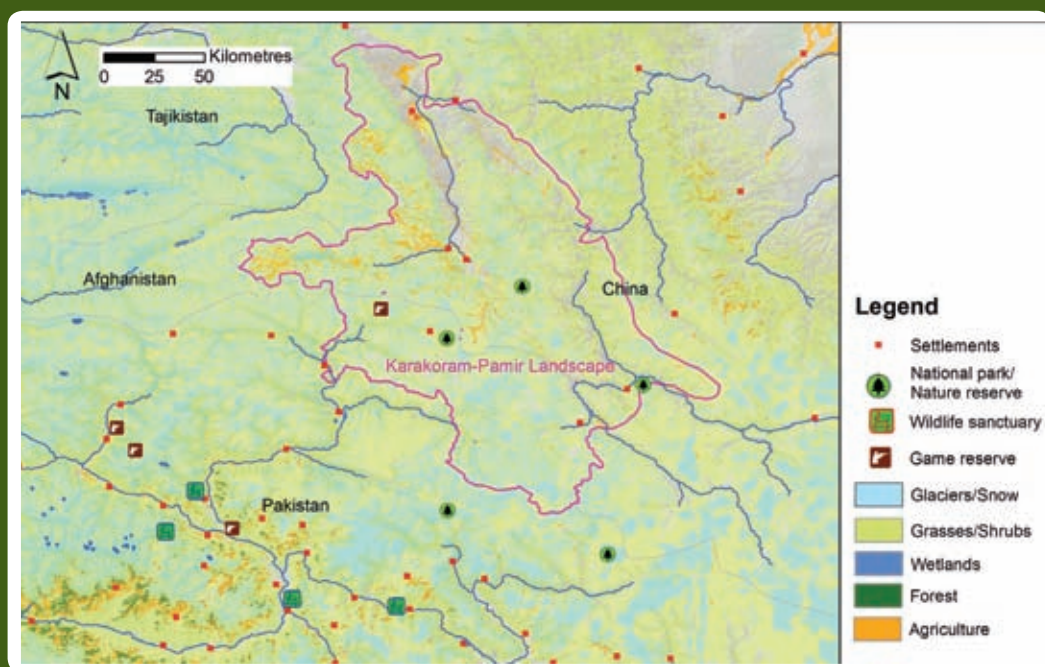 Kilometres
0 25 50
N
Tajikistan
Afghanistan
China
Karakoram-Pamir Landscape
Pakistan
Legend
Settlements
National park/
Nature reserve
Wildlife sanctuary
Game reserve
Glaciers/Snow
Grasses/Shrubs
Wetlands
Forest
Agriculture